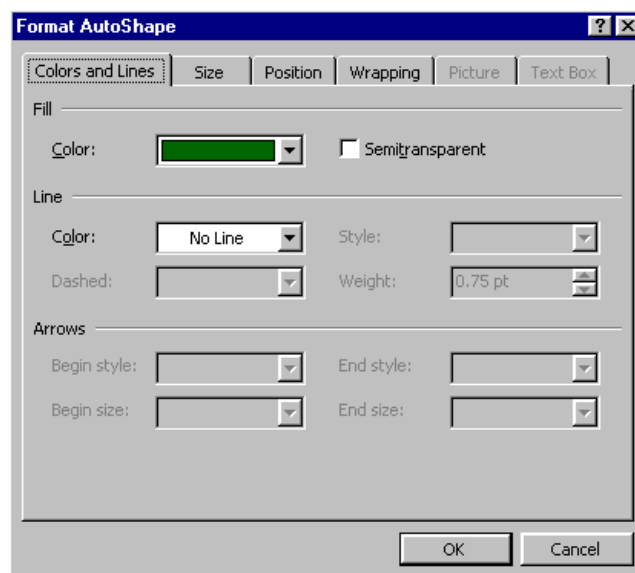 Format AutoShape
Colors and Lines Size Position Wrapping Picture Text Box
Fill
Color: Semitransparent
Line
Color: No Line Style:
Dashed: Weight: 0.75 pt
Arrows
Begin style: End style:
Begin size: End size:
OK Cancel